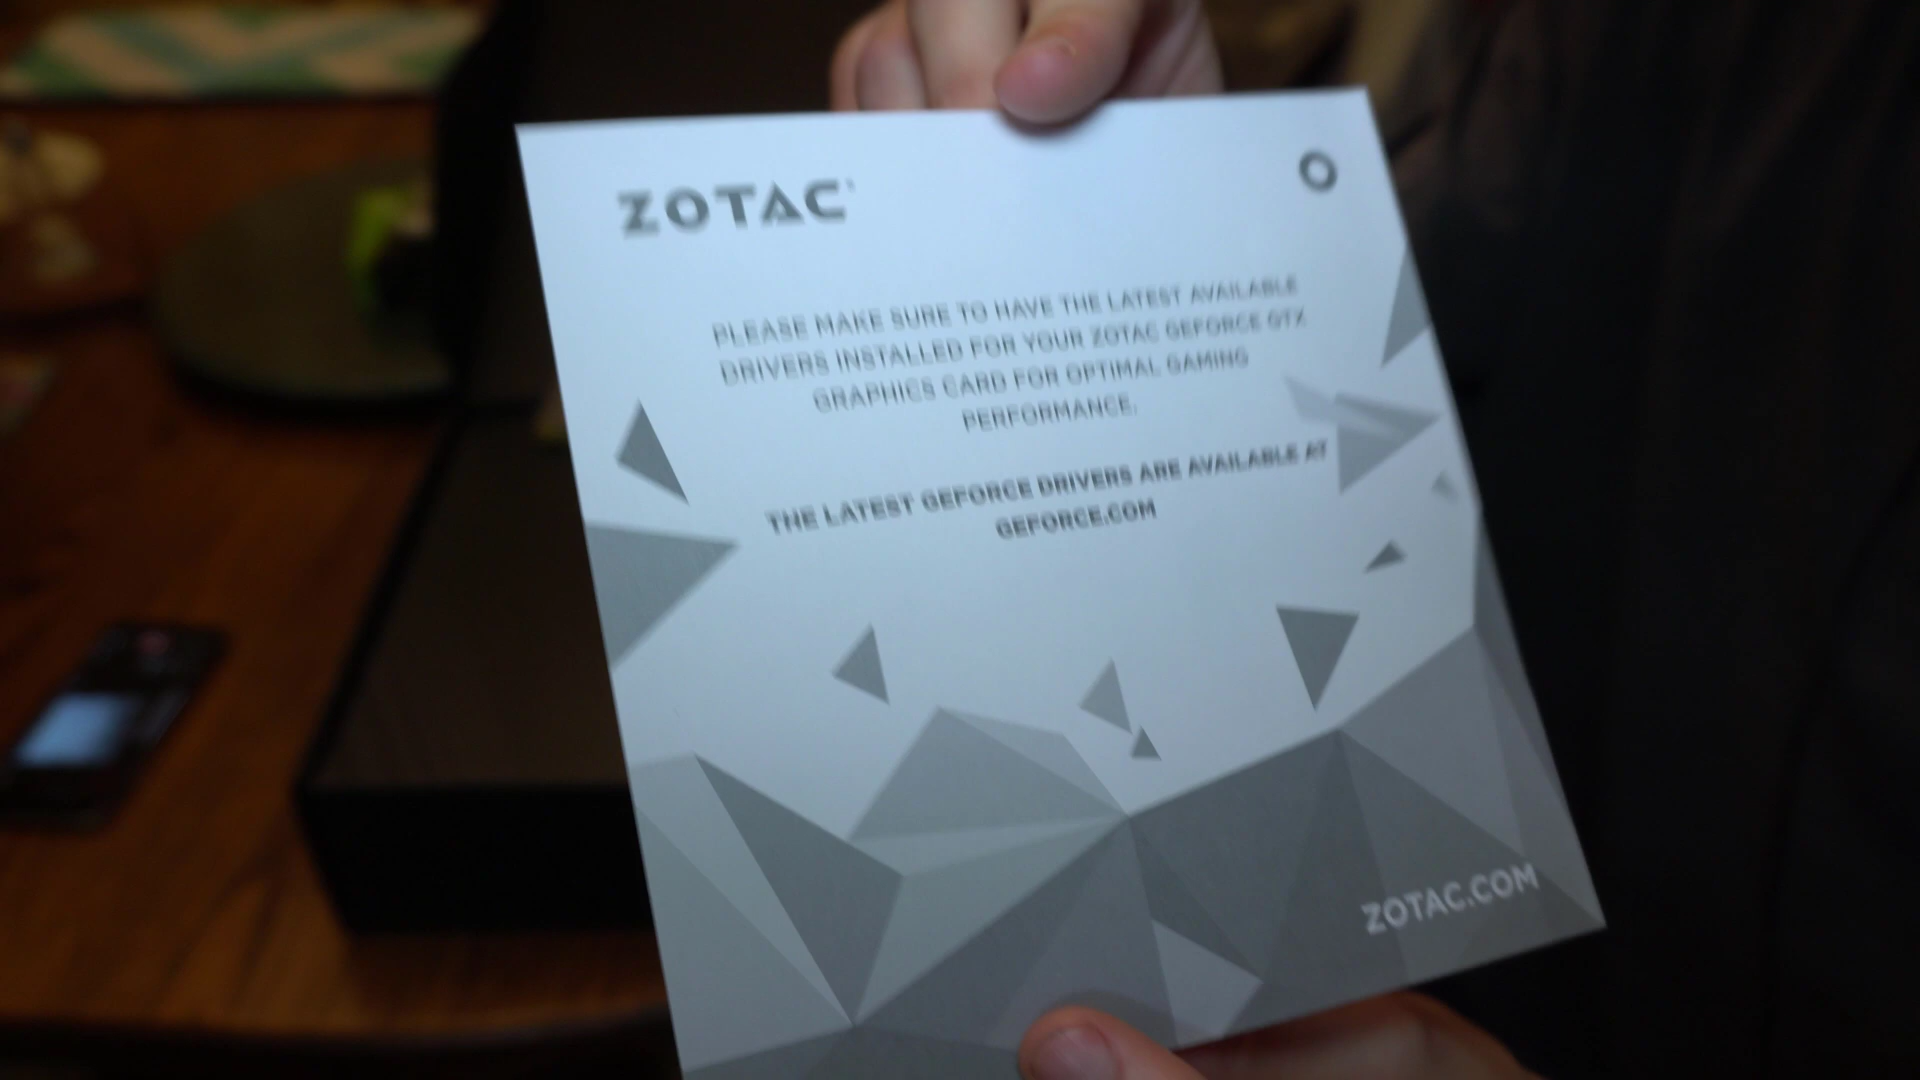 ZOTAC
PLEASE MAKE SURE TO HAVE THE LATEST AVAILABLE
DRIVERS INSTALLED FOR YOUR ZOTAC GEFORCE GTX
GRAPHICS CARD FOR OPTIMAL GAMING
PERFORMANCE.
THE LATEST GEFORCE DRIVERS ARE AVAILABLE AT
GEFORCE.COM
ZOTAC.COM